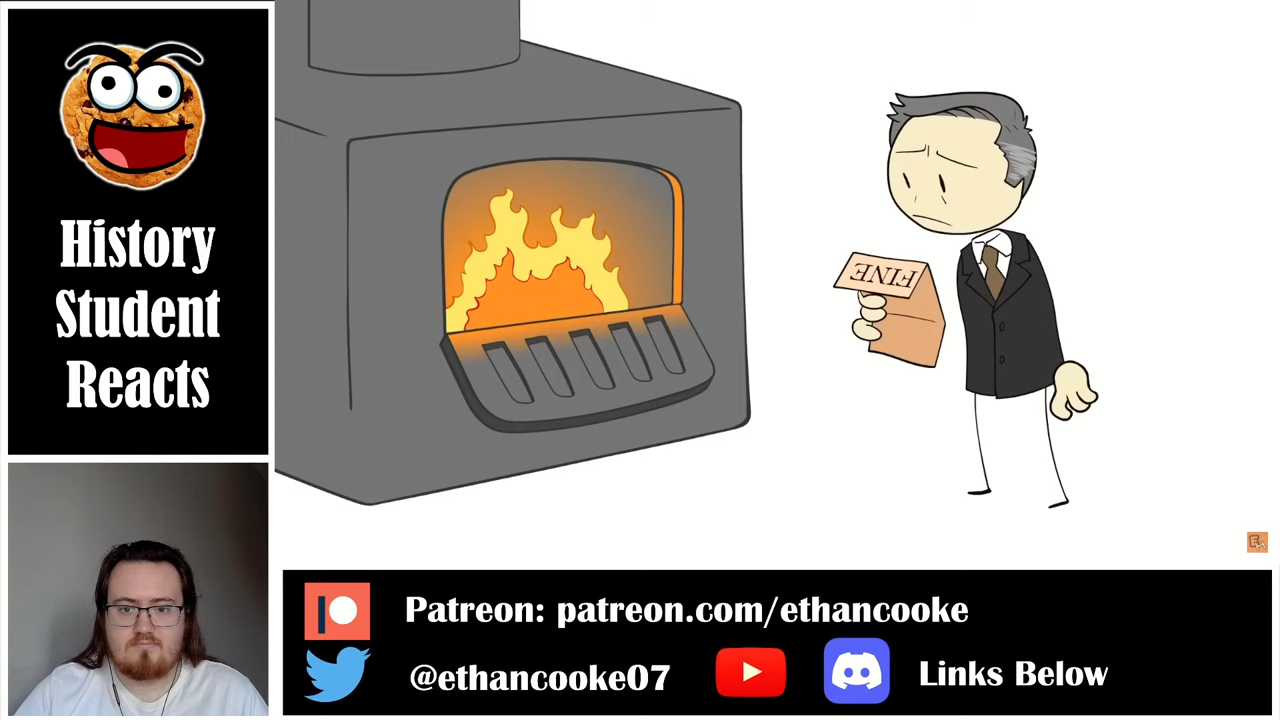 History
Student
Reacts
FINE
Patreon: patreon.com/ethancooke
@ethancooke07
Links Below